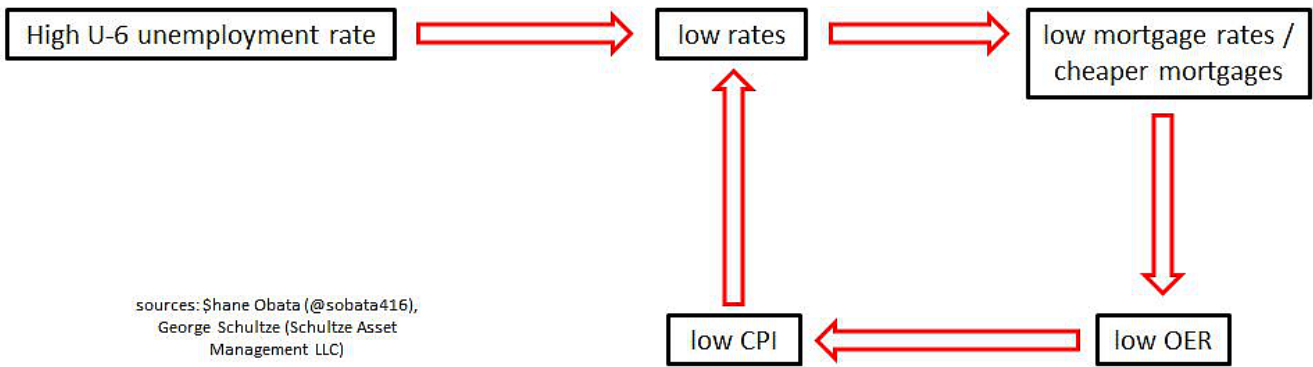 High U-6 unemployment rate
low rates
low mortgage rates /
cheaper mortgages
sources: $hane Obata (@sobata416),
George Schultze (Schultze Asset
Management LLC)
low CPI
low OER